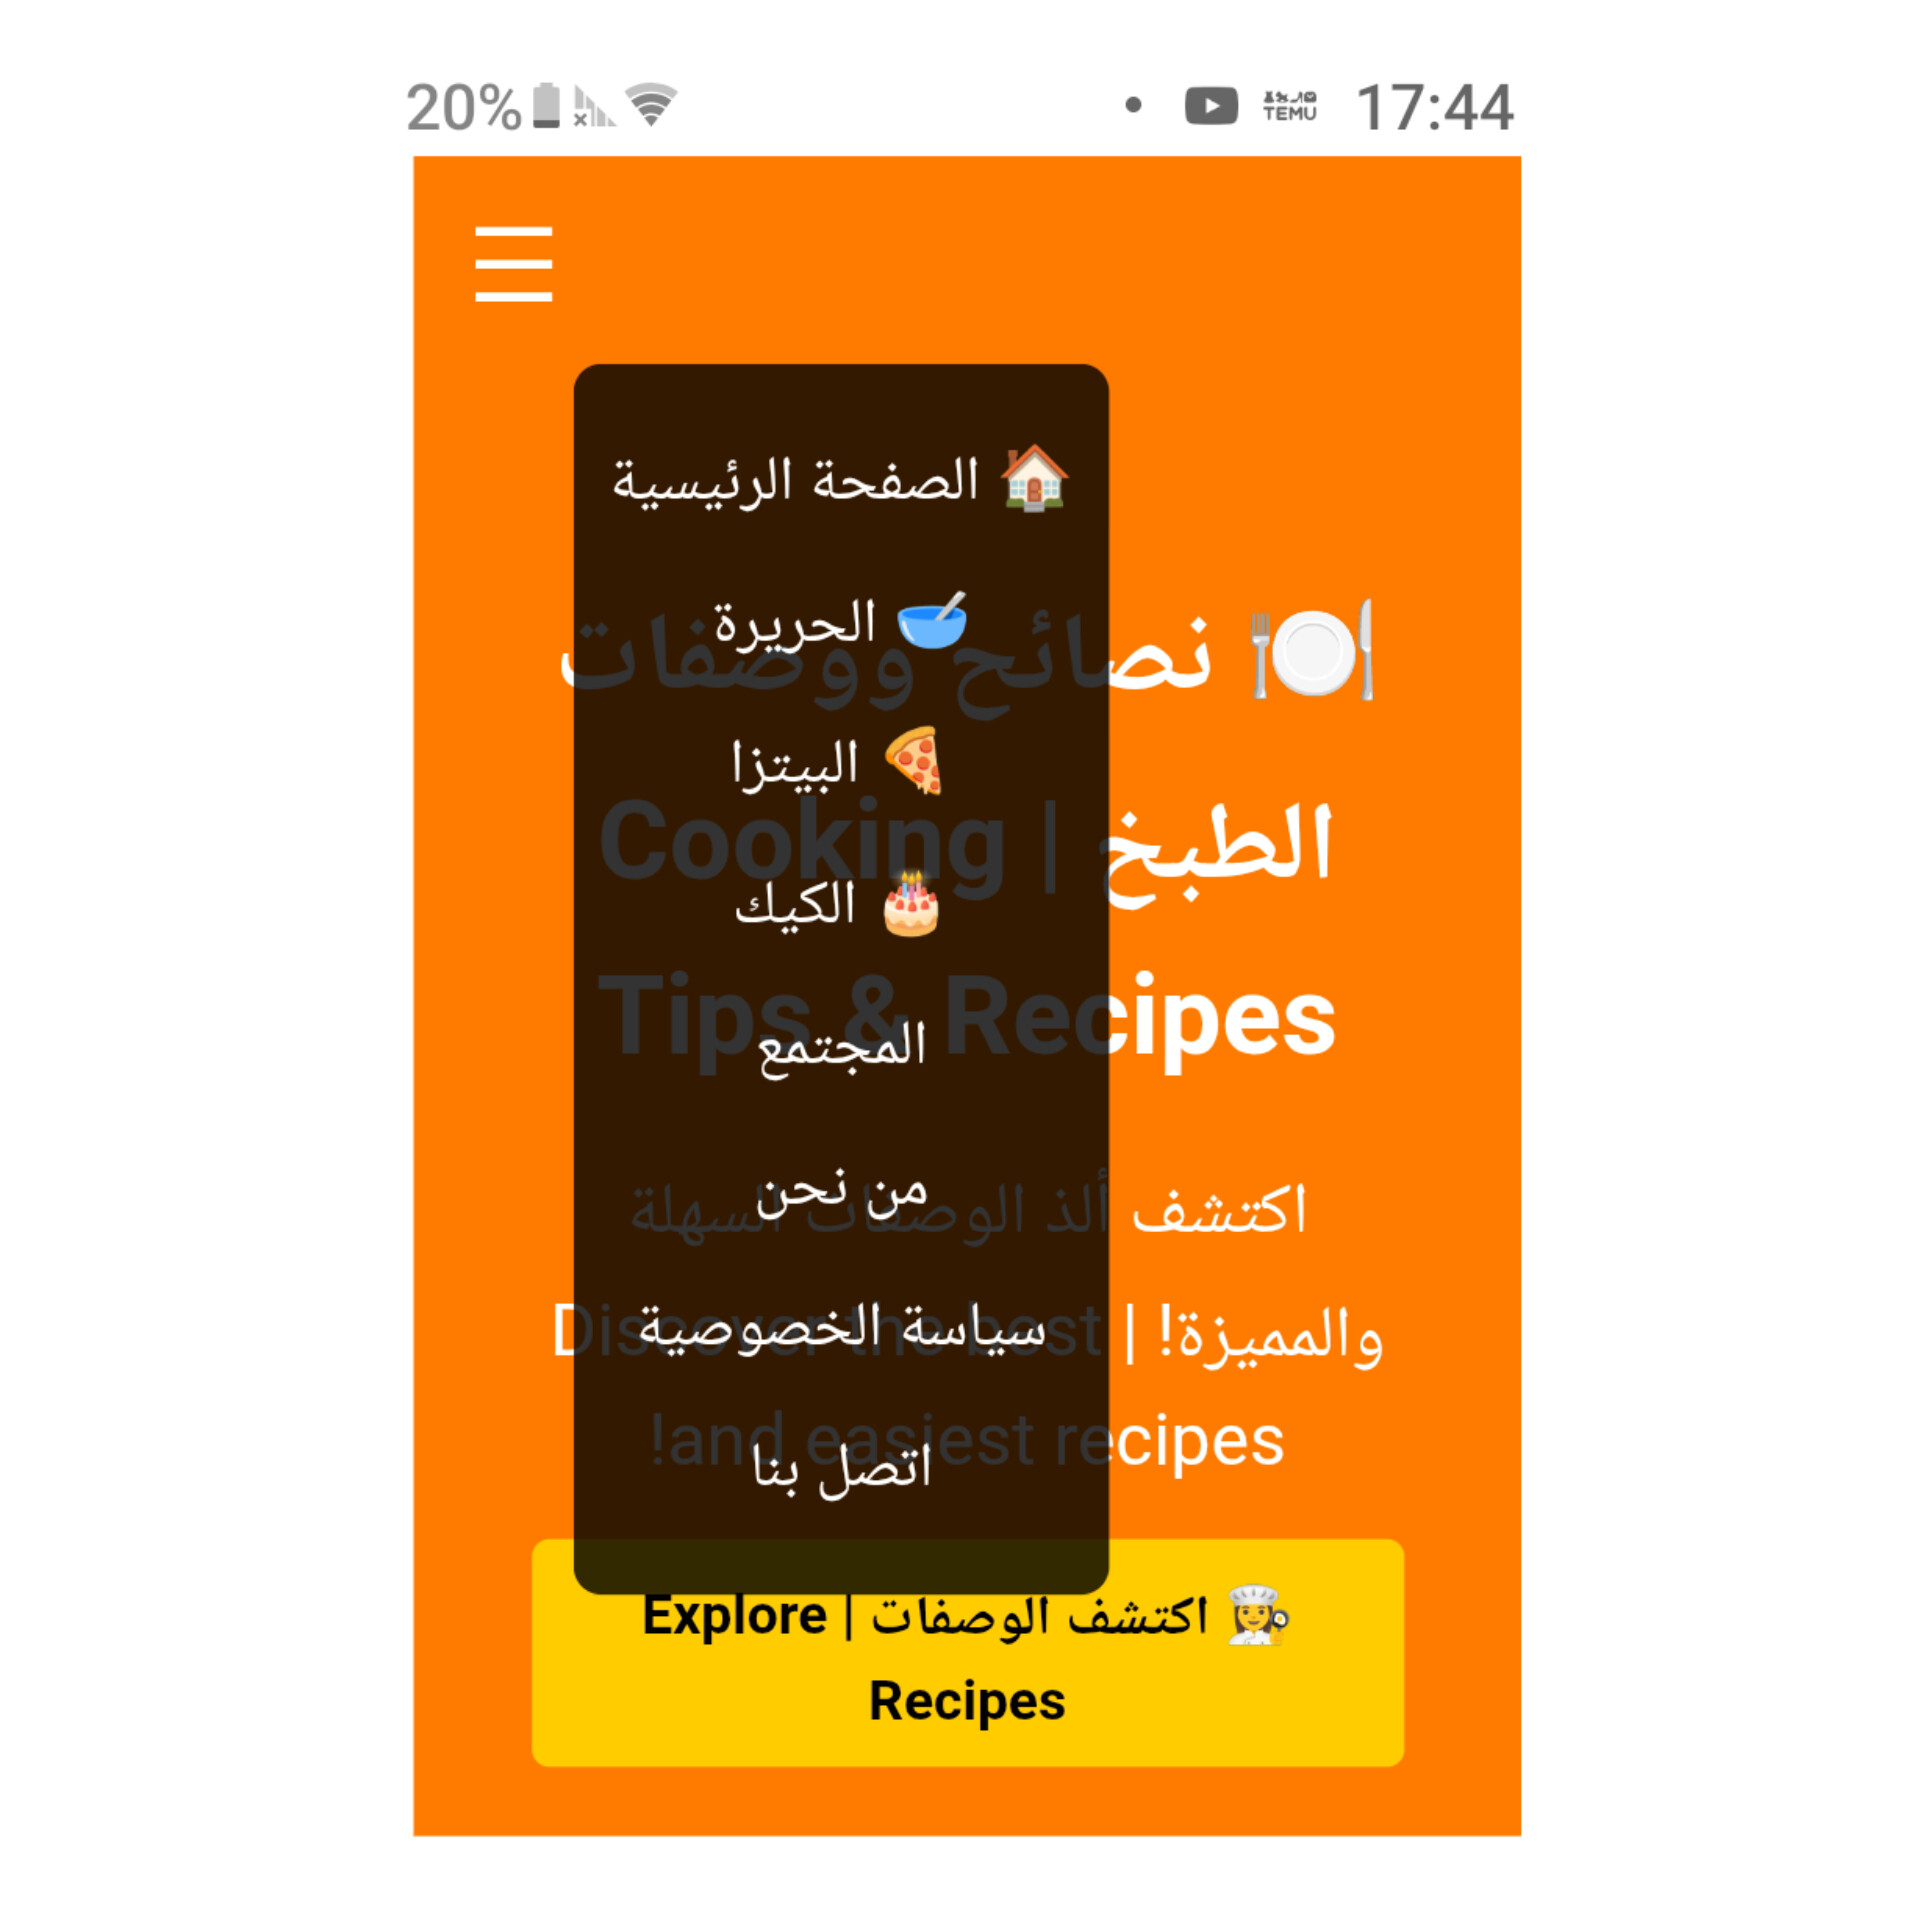 20%
TEMU
17:44
الصفحة الرئيسية
الحريرة
البيتزا
الكيك
المجتمع
من نحن
سياسة الخصوصية
اتصل بنا
نصائح ووصفات
الطبخ | Cooking
Tips & Recipes
اكتشف ألذ الوصفات السهلة
والمميزة! | Discover the best
and easiest recipes!
اكتشف الوصفات | Explore
Recipes